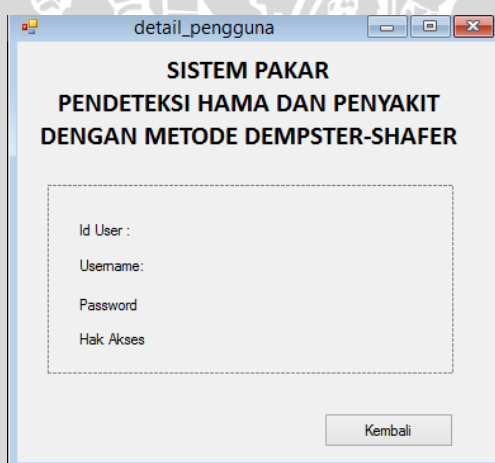 detail_pengguna
SISTEM PAKAR
PENDETEKSI HAMA DAN PENYAKIT
DENGAN METODE DEMPSTER-SHAFER
Id User :
Username:
Password
Hak Akses
Kembali